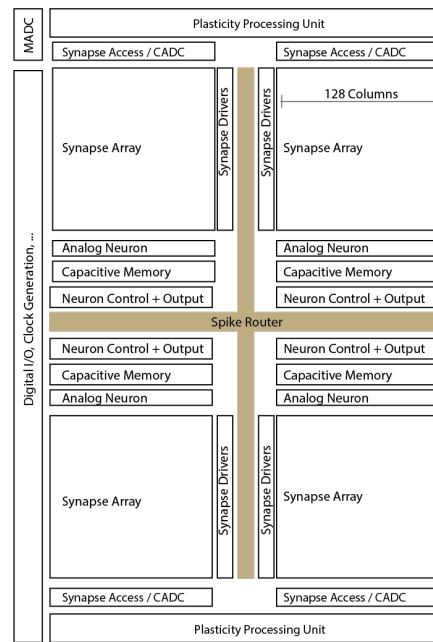 MADC
Plasticity Processing Unit
Synapse Access / CADC
Synapse Access / CADC
Digital I/O, Clock Generation, ...
Synapse Array
Synapse Drivers
Synapse Drivers
128 Columns
Synapse Array
Analog Neuron
Analog Neuron
Capacitive Memory
Capacitive Memory
Neuron Control + Output
Neuron Control + Output
Spike Router
Neuron Control + Output
Neuron Control + Output
Capacitive Memory
Capacitive Memory
Analog Neuron
Analog Neuron
Synapse Array
Synapse Drivers
Synapse Drivers
Synapse Array
Synapse Access / CADC
Synapse Access / CADC
Plasticity Processing Unit